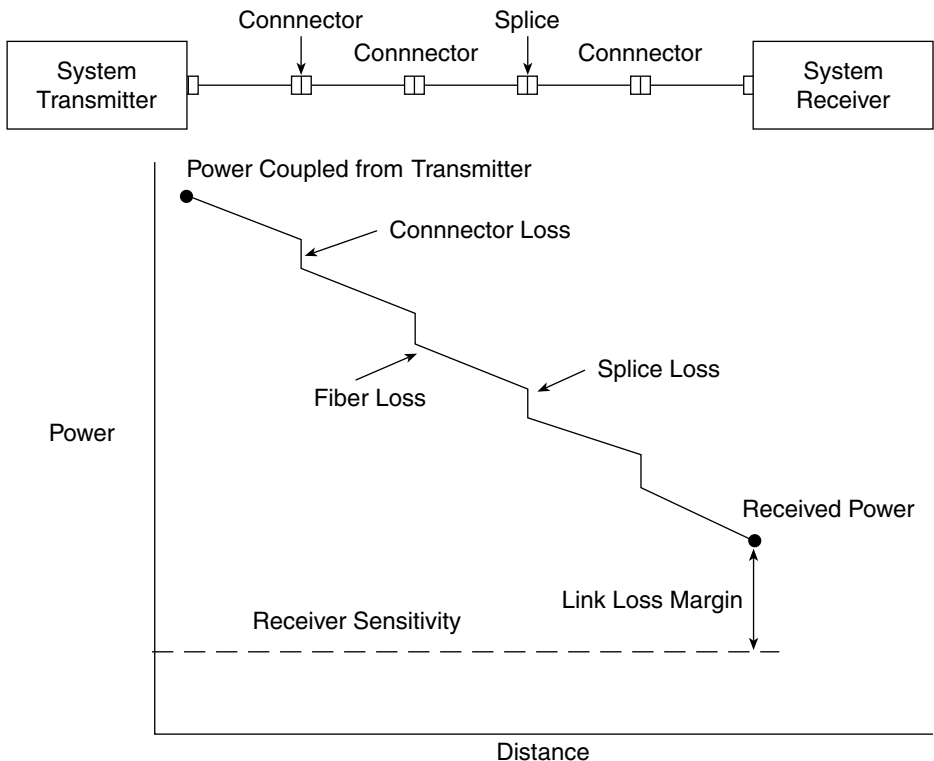 Connnector
Splice
Connnector
Connnector
System
Transmitter
System
Receiver
Power Coupled from Transmitter
Connnector Loss
Fiber Loss
Splice Loss
Power
Received Power
Link Loss Margin
Receiver Sensitivity
Distance